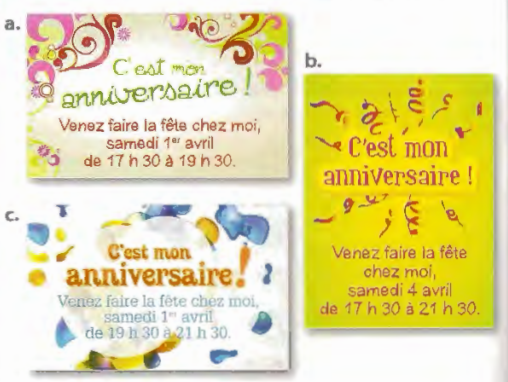 a.
C'est mon
anniversaire !
Venez faire la fête chez moi,
samedi 1er avril
de 17 h 30 à 19 h 30.
b.
C'est mon
anniversaire !
Venez faire la fête
chez moi,
samedi 4 avril
de 17 h 30 à 21 h 30.
c.
C'est mon
anniversaire !
Venez faire la fête chez moi,
samedi 1er avril
de 19 h 30 à 21 h 30.